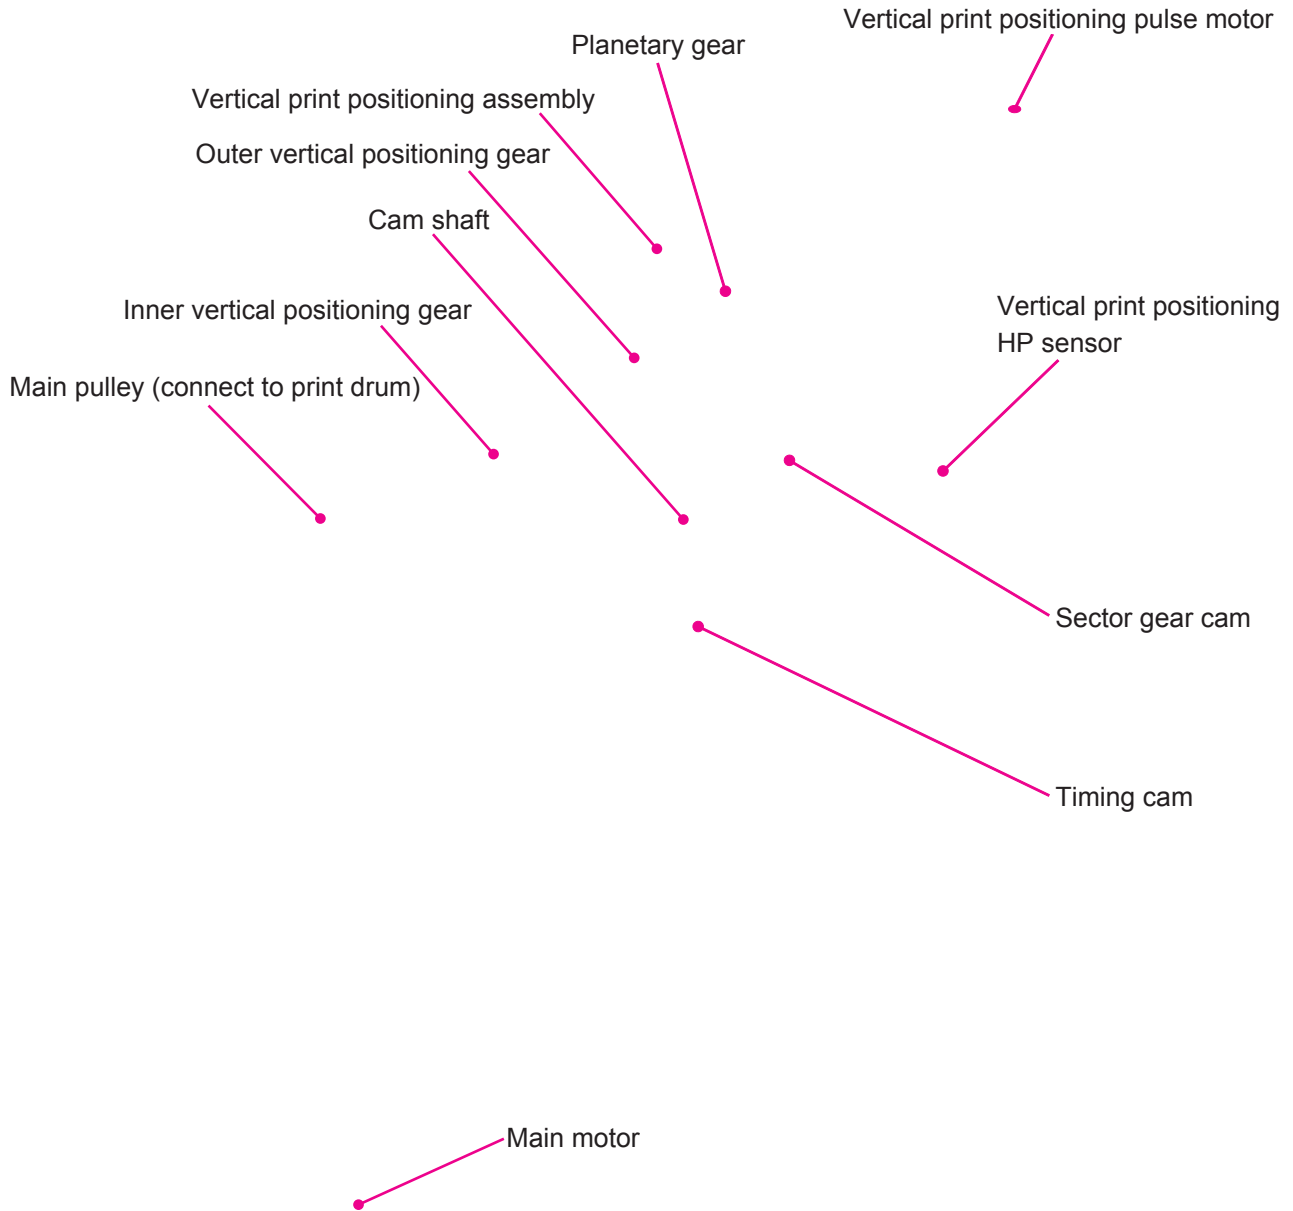 Vertical print positioning pulse motor
Planetary gear
Vertical print positioning assembly
Outer vertical positioning gear
Cam shaft
Inner vertical positioning gear
Vertical print positioning
HP sensor
Main pulley (connect to print drum)
Sector gear cam
Timing cam
Main motor